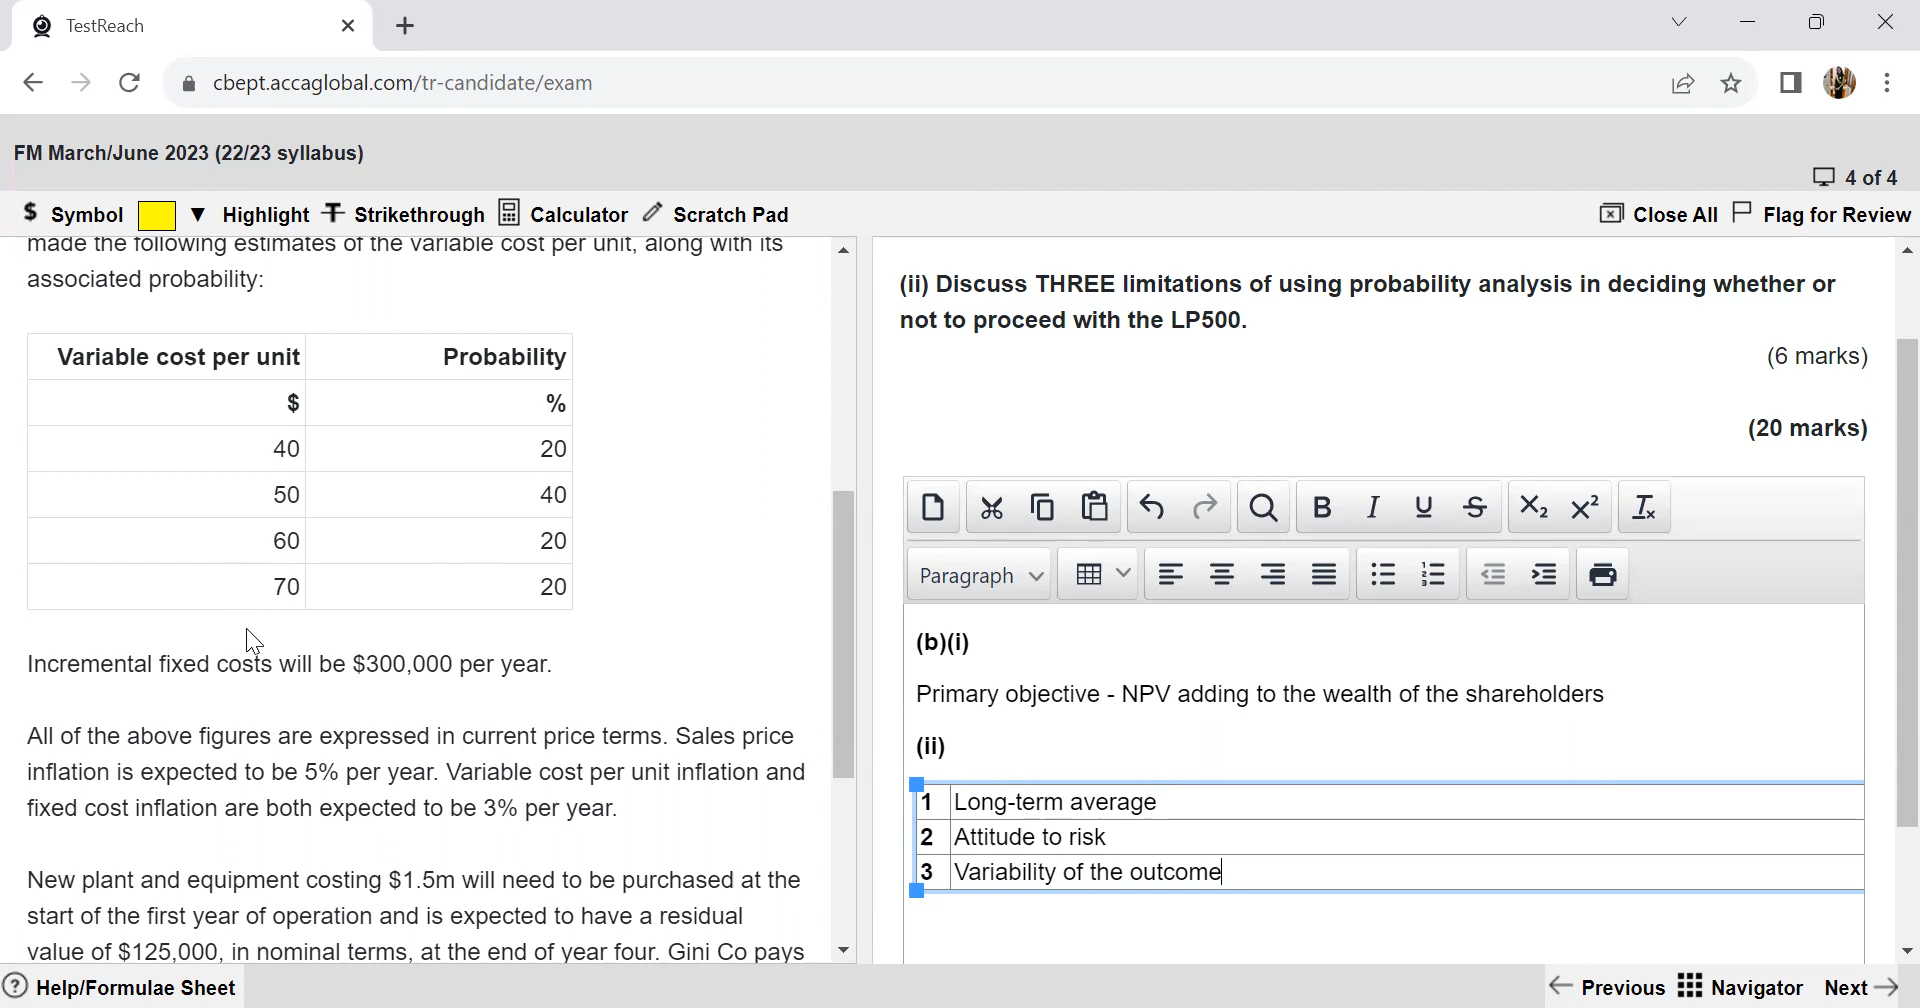 TestReach
cbept.accaglobal.com/tr-candidate/exam
FM March/June 2023 (22/23 syllabus)
4 of 4
$ Symbol ▼ Highlight Strikethrough Calculator Scratch Pad
Close All Flag for Review
made the following estimates of the variable cost per unit, along with its
associated probability:
Variable cost per unit Probability
$ %
40 20
50 40
60 20
70 20
Incremental fixed costs will be $300,000 per year.
All of the above figures are expressed in current price terms. Sales price
inflation is expected to be 5% per year. Variable cost per unit inflation and
fixed cost inflation are both expected to be 3% per year.
New plant and equipment costing $1.5m will need to be purchased at the
start of the first year of operation and is expected to have a residual
value of $125,000, in nominal terms, at the end of year four. Gini Co pays
(ii) Discuss THREE limitations of using probability analysis in deciding whether or
not to proceed with the LP500.
(6 marks)
(20 marks)
B I U S X₂ X² Tx
Paragraph
(b)(i)
Primary objective - NPV adding to the wealth of the shareholders
(ii)
1 Long-term average
2 Attitude to risk
3 Variability of the outcome
? Help/Formulae Sheet
Previous Navigator Next